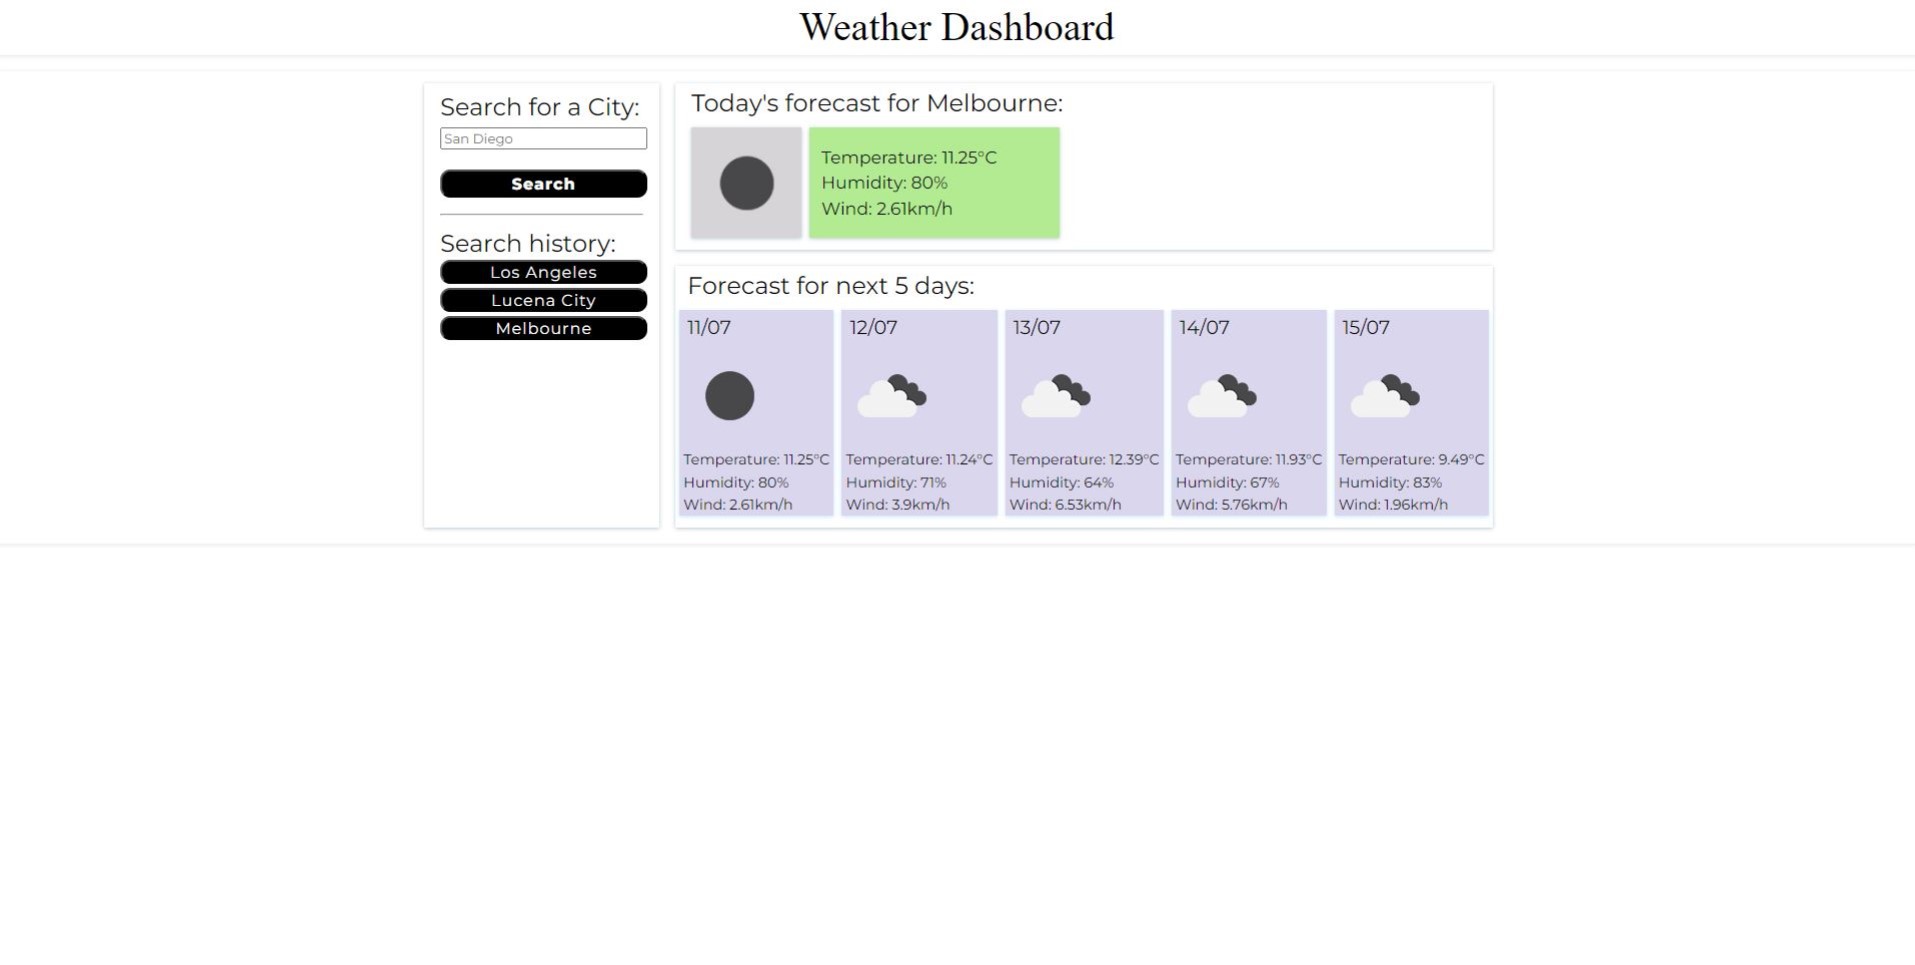 Weather Dashboard
Search for a City:
San Diego
Search
Search history:
Los Angeles
Lucena City
Melbourne
Today's forecast for Melbourne:
Temperature: 11.25°C
Humidity: 80%
Wind: 2.61km/h
Forecast for next 5 days:
11/07
Temperature: 11.25°C
Humidity: 80%
Wind: 2.61km/h
12/07
Temperature: 11.24°C
Humidity: 71%
Wind: 3.9km/h
13/07
Temperature: 12.39°C
Humidity: 64%
Wind: 6.53km/h
14/07
Temperature: 11.93°C
Humidity: 67%
Wind: 5.76km/h
15/07
Temperature: 9.49°C
Humidity: 83%
Wind: 1.96km/h